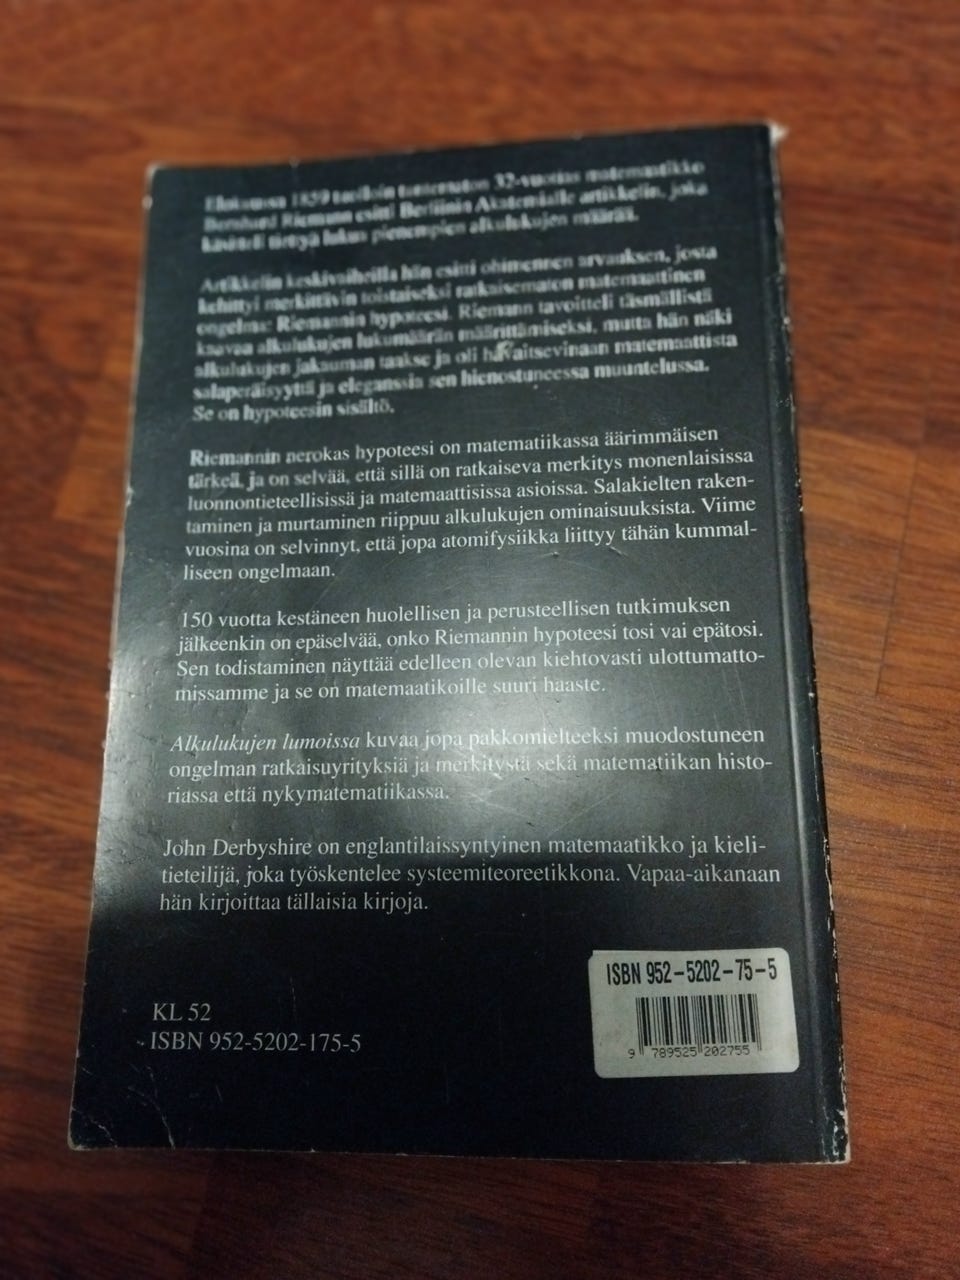 Elokuussa 1859 tuolloin tuntematon 32-vuotias matemaatikko
Bernhard Riemann esitti Berliinin Akatemialle artikkelin, joka
käsitteli tiettyä lukua pienempien alkulukujen määrää.
Artikkelin keskivaiheilla hän esitti ohimennen arvauksen, josta
kehittyi merkittävin toistaiseksi ratkaisematon matemaattinen
ongelma: Riemannin hypoteesi. Riemann tavoitteli täsmällistä
kaavaa alkulukujen lukumäärän määrittämiseksi, mutta hän näki
alkulukujen jakauman taakse ja oli havaitsevinaan matemaattista
salaperäisyyttä ja eleganssia sen hienostuneessa muuntelussa.
Se on hypoteesin sisältö.
Riemannin nerokas hypoteesi on matematiikassa äärimmäisen
tärkeä, ja on selvää, että sillä on ratkaiseva merkitys monenlaisissa
luonnontieteellisissä ja matemaattisissa asioissa. Salakielten raken-
taminen ja murtaminen riippuu alkulukujen ominaisuuksista. Viime
vuosina on selvinnyt, että jopa atomifysiikka liittyy tähän kummal-
liseen ongelmaan.
150 vuotta kestäneen huolellisen ja perusteellisen tutkimuksen
jälkeenkin on epäselvää, onko Riemannin hypoteesi tosi vai epätosi.
Sen todistaminen näyttää edelleen olevan kiehtovasti ulottumatto-
missamme ja se on matemaatikoille suuri haaste.
Alkulukujen lumoissa kuvaa jopa pakkomielteeksi muodostuneen
ongelman ratkaisuyrityksiä ja merkitystä sekä matematiikan histo-
riassa että nykymatematiikassa.
John Derbyshire on englantilaissyntyinen matemaatikko ja kieli-
tieteilijä, joka työskentelee systeemiteoreetikkona. Vapaa-aikanaan
hän kirjoittaa tällaisia kirjoja.
KL 52
ISBN 952-5202-175-5
ISBN 952-5202-75-5
9 789525 202755